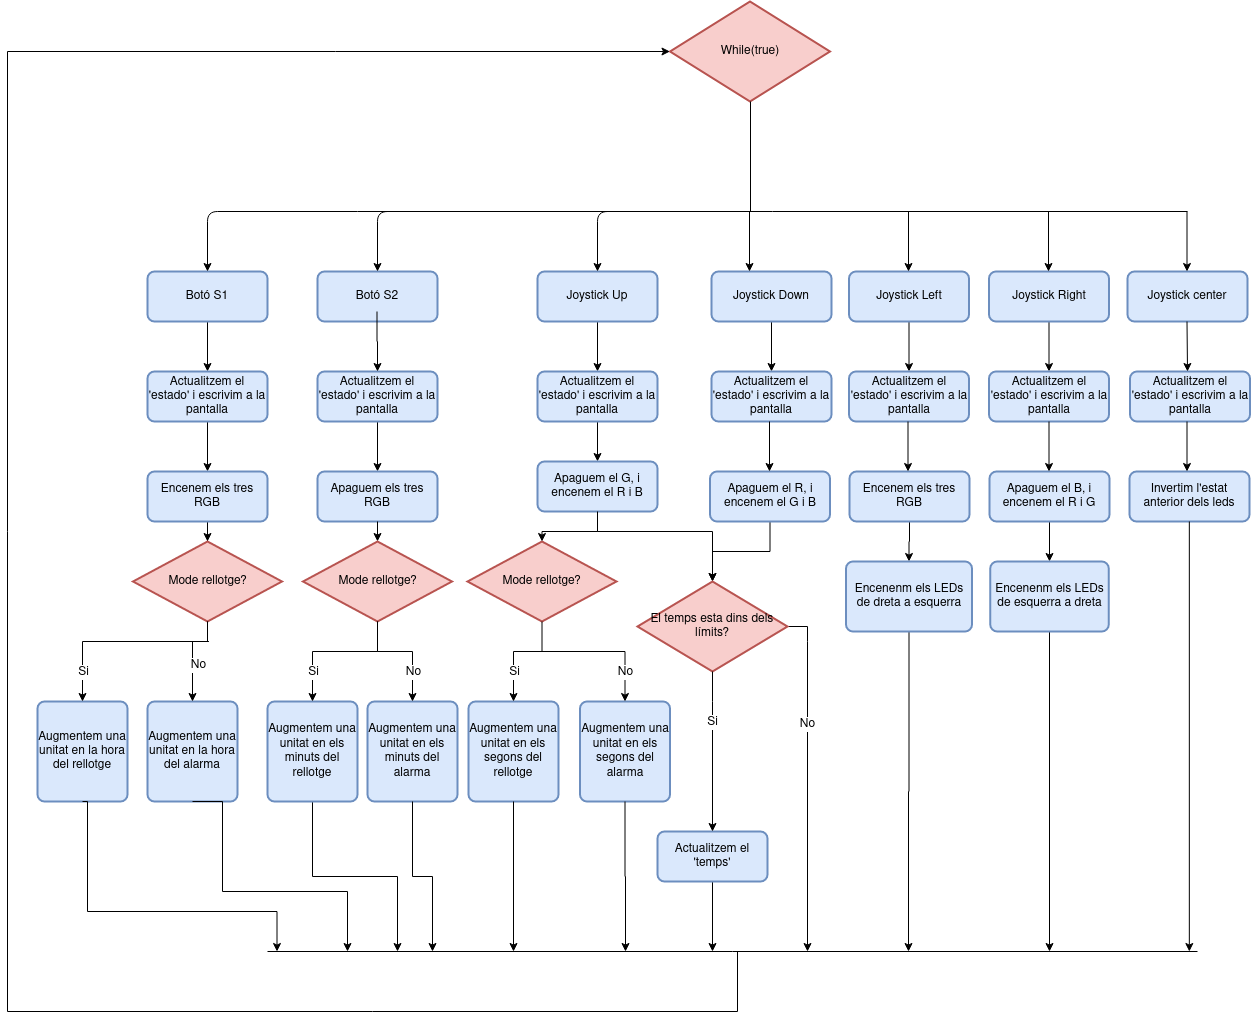 While(true)
Botó S1
Botó S2
Joystick Up
Joystick Down
Joystick Left
Joystick Right
Joystick center
Actualitzem el
'estado' i escrivim a la
pantalla
Actualitzem el
'estado' i escrivim a la
pantalla
Actualitzem el
'estado' i escrivim a la
pantalla
Actualitzem el
'estado' i escrivim a la
pantalla
Actualitzem el
'estado' i escrivim a la
pantalla
Actualitzem el
'estado' i escrivim a la
pantalla
Actualitzem el
'estado' i escrivim a la
pantalla
Encenem els tres
RGB
Apaguem els tres
RGB
Apaguem el G, i
encenem el R i B
Apaguem el R, i
encenem el G i B
Encenem els tres
RGB
Apaguem el B, i
encenem el R i G
Invertim l'estat
anterior dels leds
Mode rellotge?
Mode rellotge?
Mode rellotge?
El temps esta dins dels
límits?
Encenenm els LEDs
de dreta a esquerra
Encenenm els LEDs
de esquerra a dreta
Si
No
Si
No
Si
No
Si
No
Augmentem una
unitat en la hora
del rellotge
Augmentem una
unitat en la hora
del alarma
Augmentem una
unitat en els
minuts del
rellotge
Augmentem una
unitat en els
minuts del
alarma
Augmentem una
unitat en els
segons del
rellotge
Augmentem una
unitat en els
segons del
alarma
Actualitzem el
'temps'